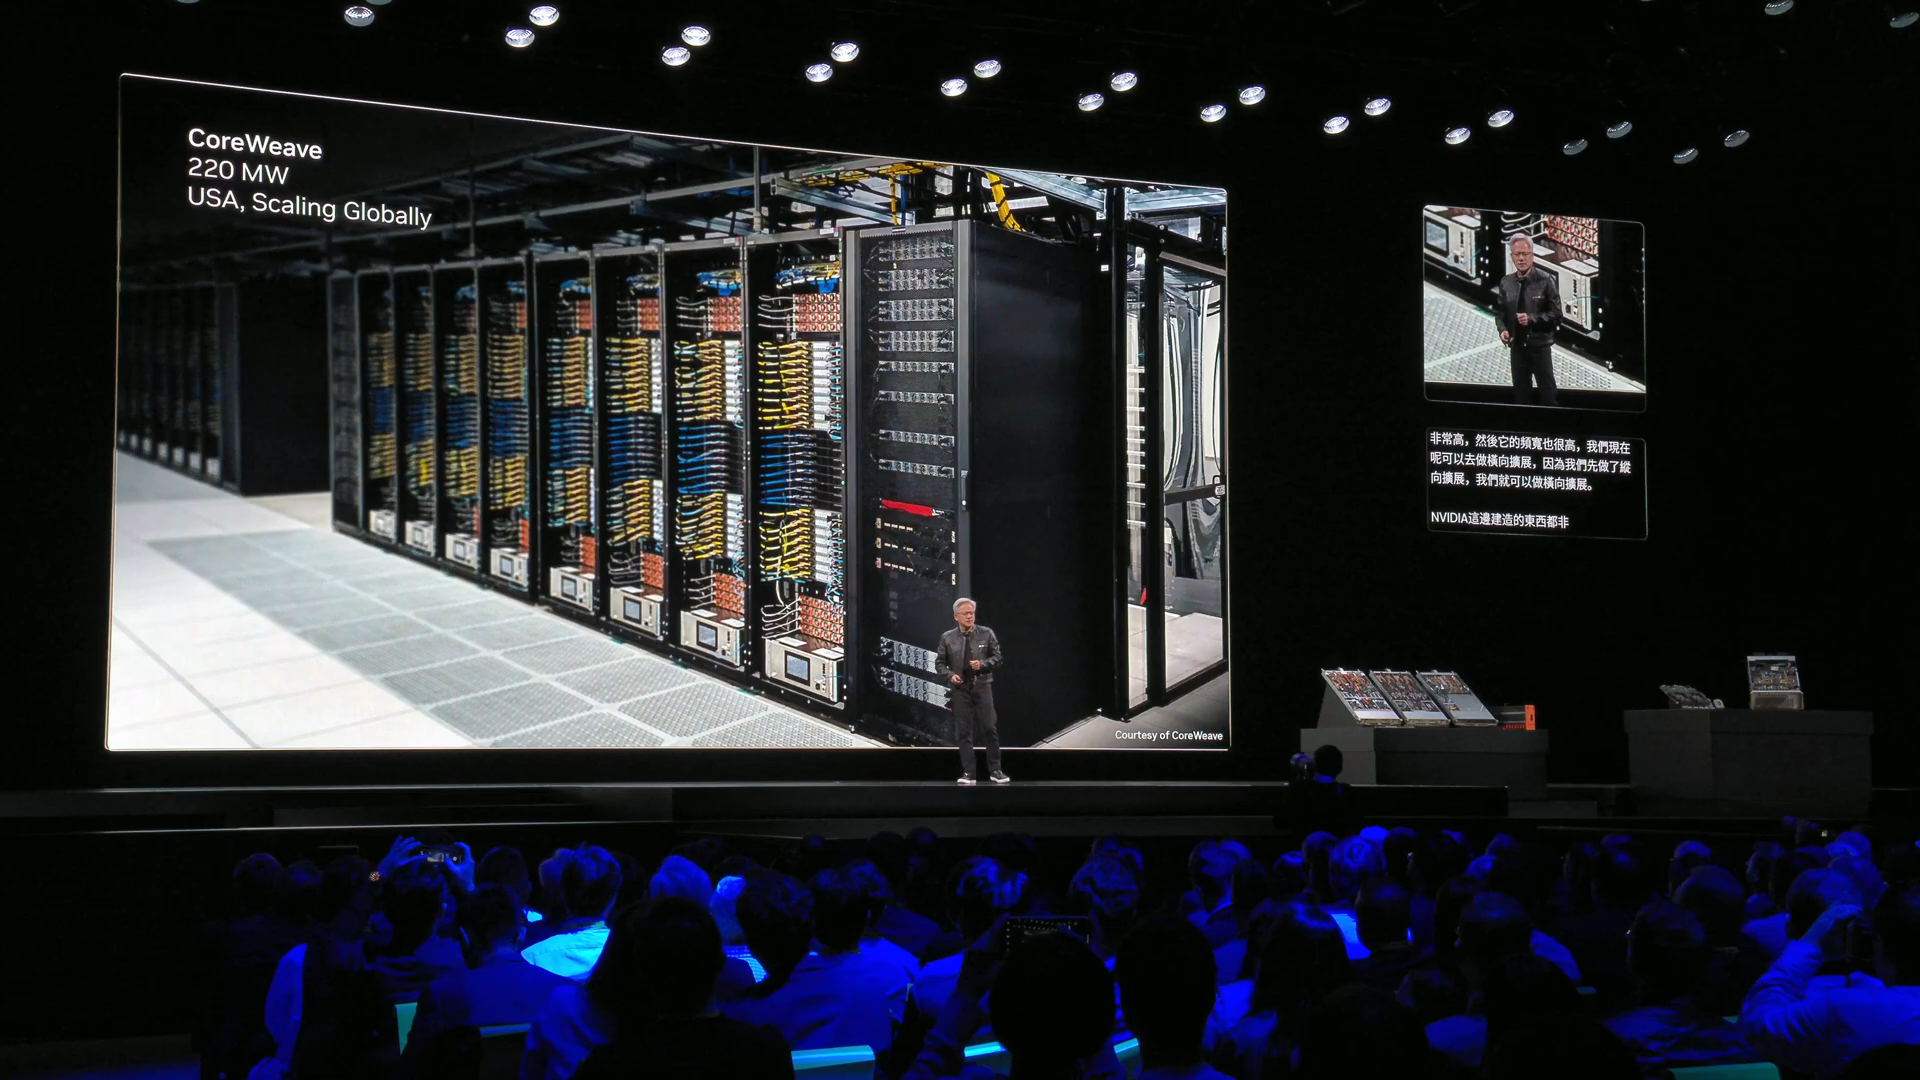 CoreWeave
220 MW
USA, Scaling Globally
Courtesy of CoreWeave
非常高，然後它的頻寬也很高，我們現在
呢可以去做橫向擴展，因為我們先做了縱
向擴展，我們就可以做橫向擴展。
NVIDIA這邊建造的東西都非